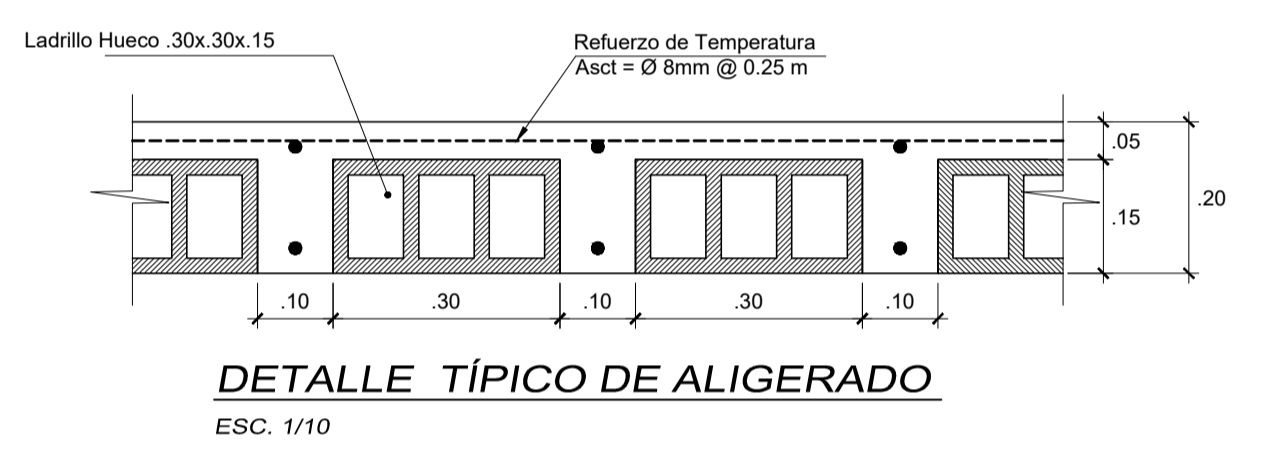 Ladrillo Hueco .30x.30x.15
Refuerzo de Temperatura
Asct = Ø 8mm @ 0.25 m
.05
.15
.20
.10
.30
.10
.30
.10
DETALLE TÍPICO DE ALIGERADO
ESC. 1/10